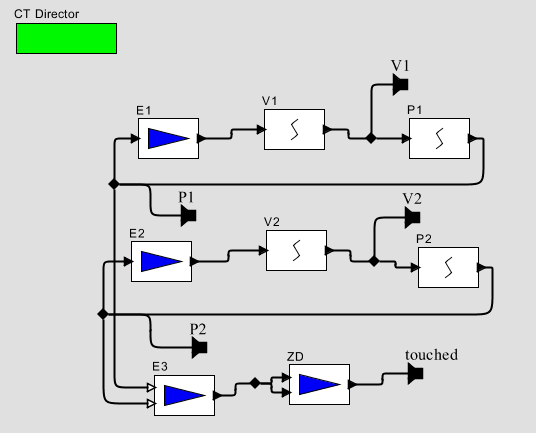 CT Director
V1
E1
V1
P1
P1
V2
E2
V2
P2
P2
E3
ZD
touched